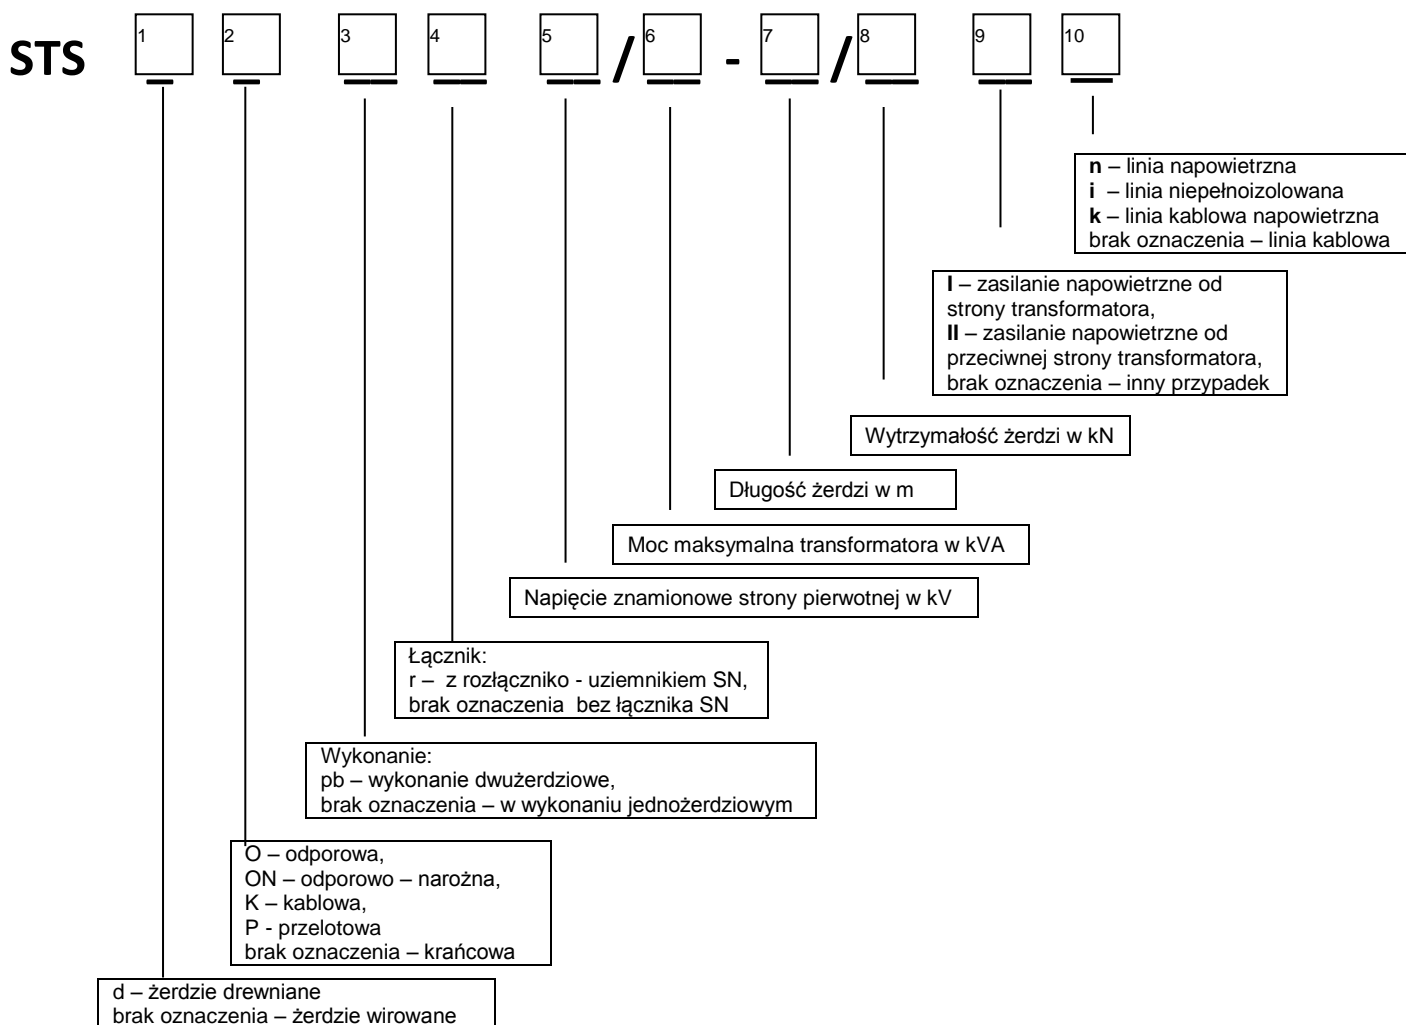 STS 1 2 3 4 5 / 6 - 7 / 8 9 10
n – linia napowietrzna
i – linia niepełnoizolowana
k – linia kablowa napowietrzna
brak oznaczenia – linia kablowa
I – zasilanie napowietrzne od
strony transformatora,
II – zasilanie napowietrzne od
przeciwnej strony transformatora,
brak oznaczenia – inny przypadek
Wytrzymałość żerdzi w kN
Długość żerdzi w m
Moc maksymalna transformatora w kVA
Napięcie znamionowe strony pierwotnej w kV
Łącznik:
r – z rozłączniko - uziemnikiem SN,
brak oznaczenia bez łącznika SN
Wykonanie:
pb – wykonanie dwużerdziowe,
brak oznaczenia – w wykonaniu jednożerdziowym
O – odporowa,
ON – odporowo – narożna,
K – kablowa,
P - przelotowa
brak oznaczenia – krańcowa
d – żerdzie drewniane
brak oznaczenia – żerdzie wirowane